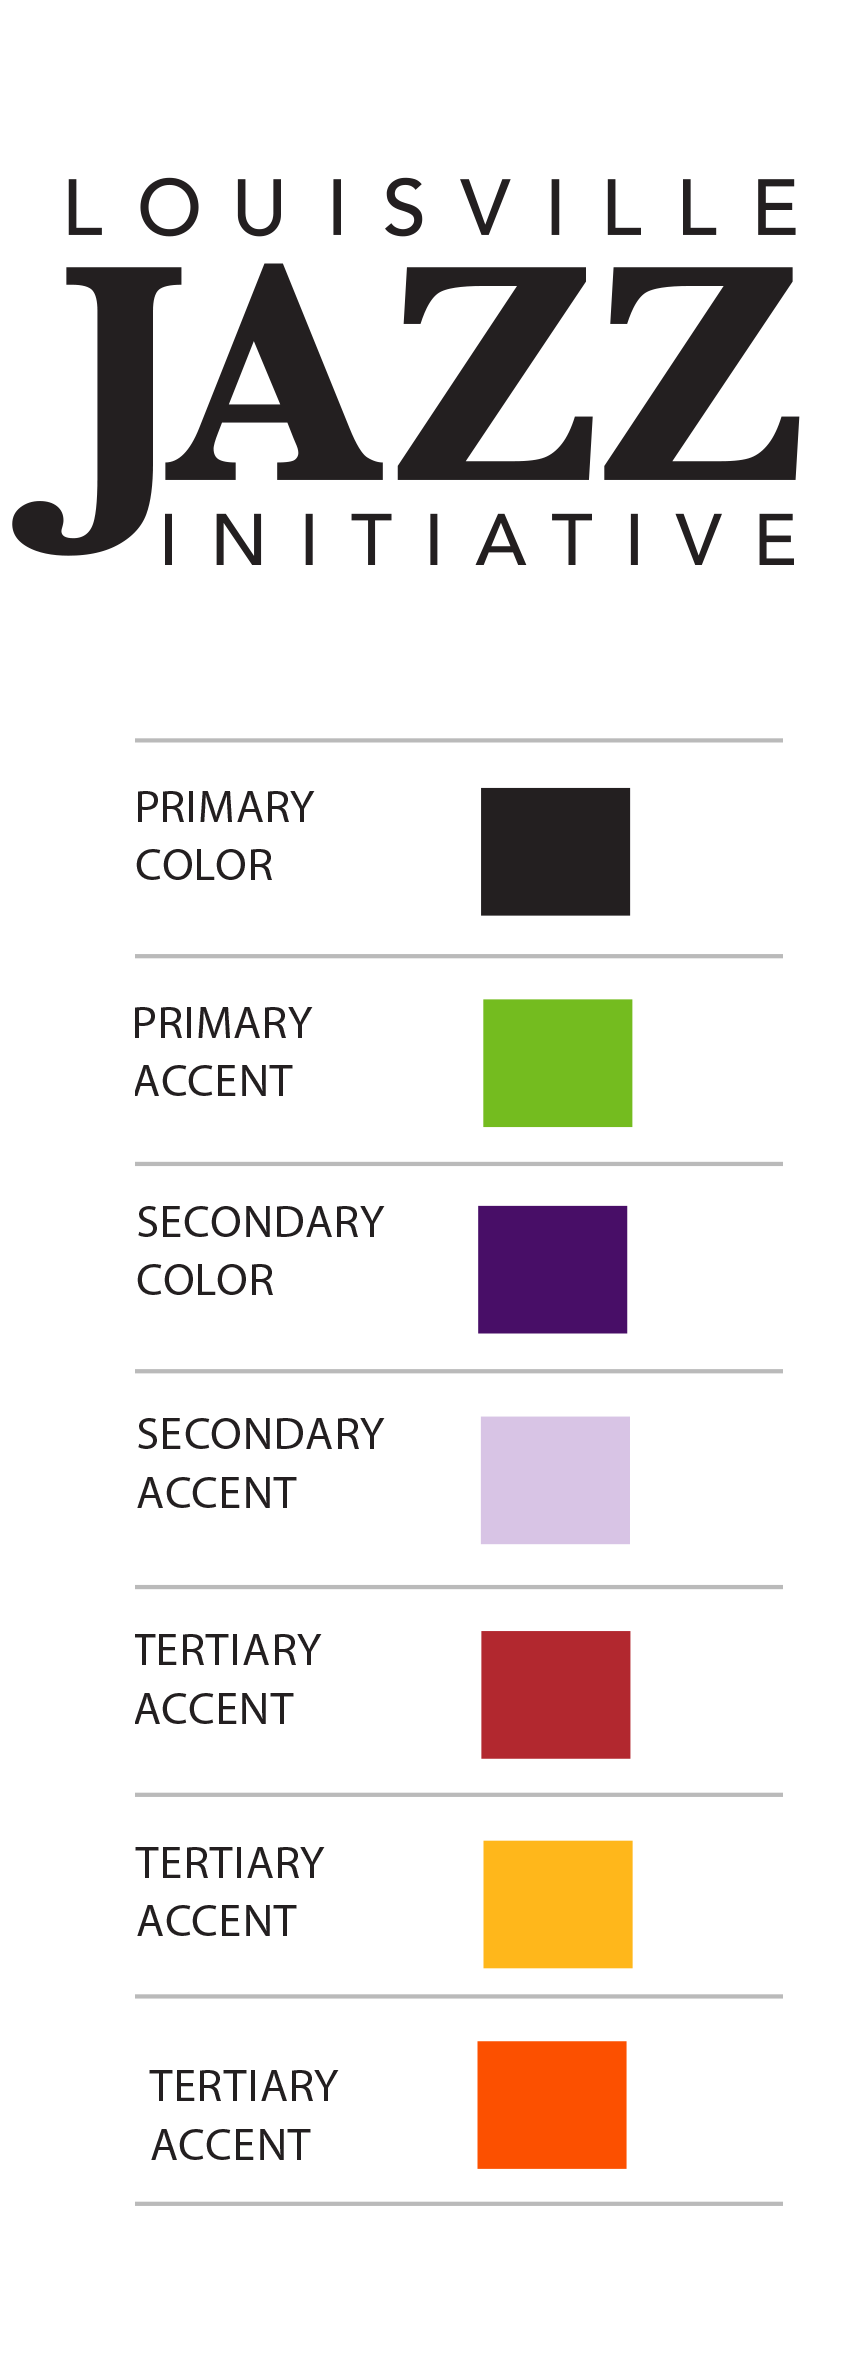 LOUISVILLE
JAZZ
INITIATIVE
PRIMARY
COLOR
PRIMARY
ACCENT
SECONDARY
COLOR
SECONDARY
ACCENT
TERTIARY
ACCENT
TERTIARY
ACCENT
TERTIARY
ACCENT